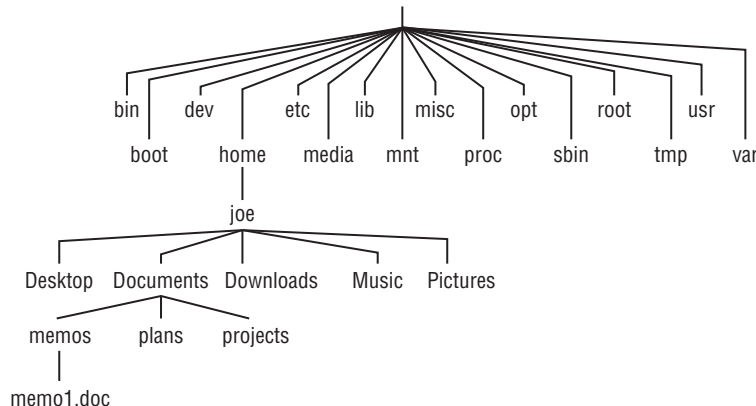 bin dev etc lib misc opt root usr
boot home media mnt proc sbin tmp var
joe
Desktop Documents Downloads Music Pictures
memos plans projects
memo1.doc